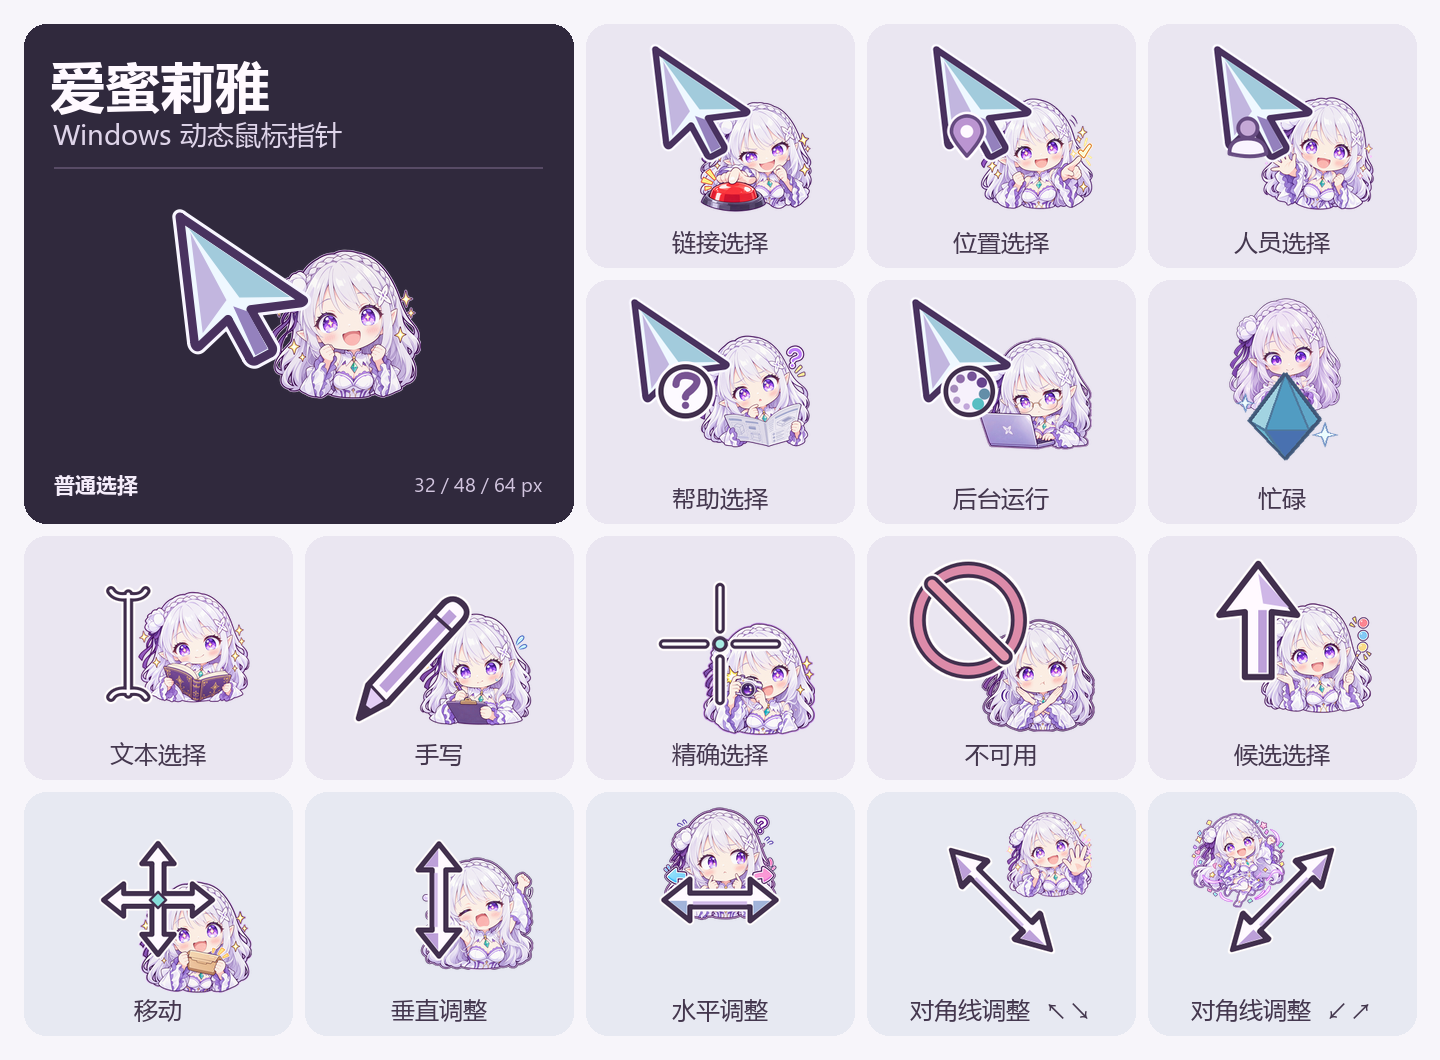 爱蜜莉雅
Windows 动态鼠标指针
普通选择
32 / 48 / 64 px
链接选择
位置选择
人员选择
?
?
帮助选择
后台运行
忙碌
文本选择
手写
精确选择
不可用
候选选择
移动
垂直调整
?
水平调整
对角线调整 ↖↘
对角线调整 ↙↗